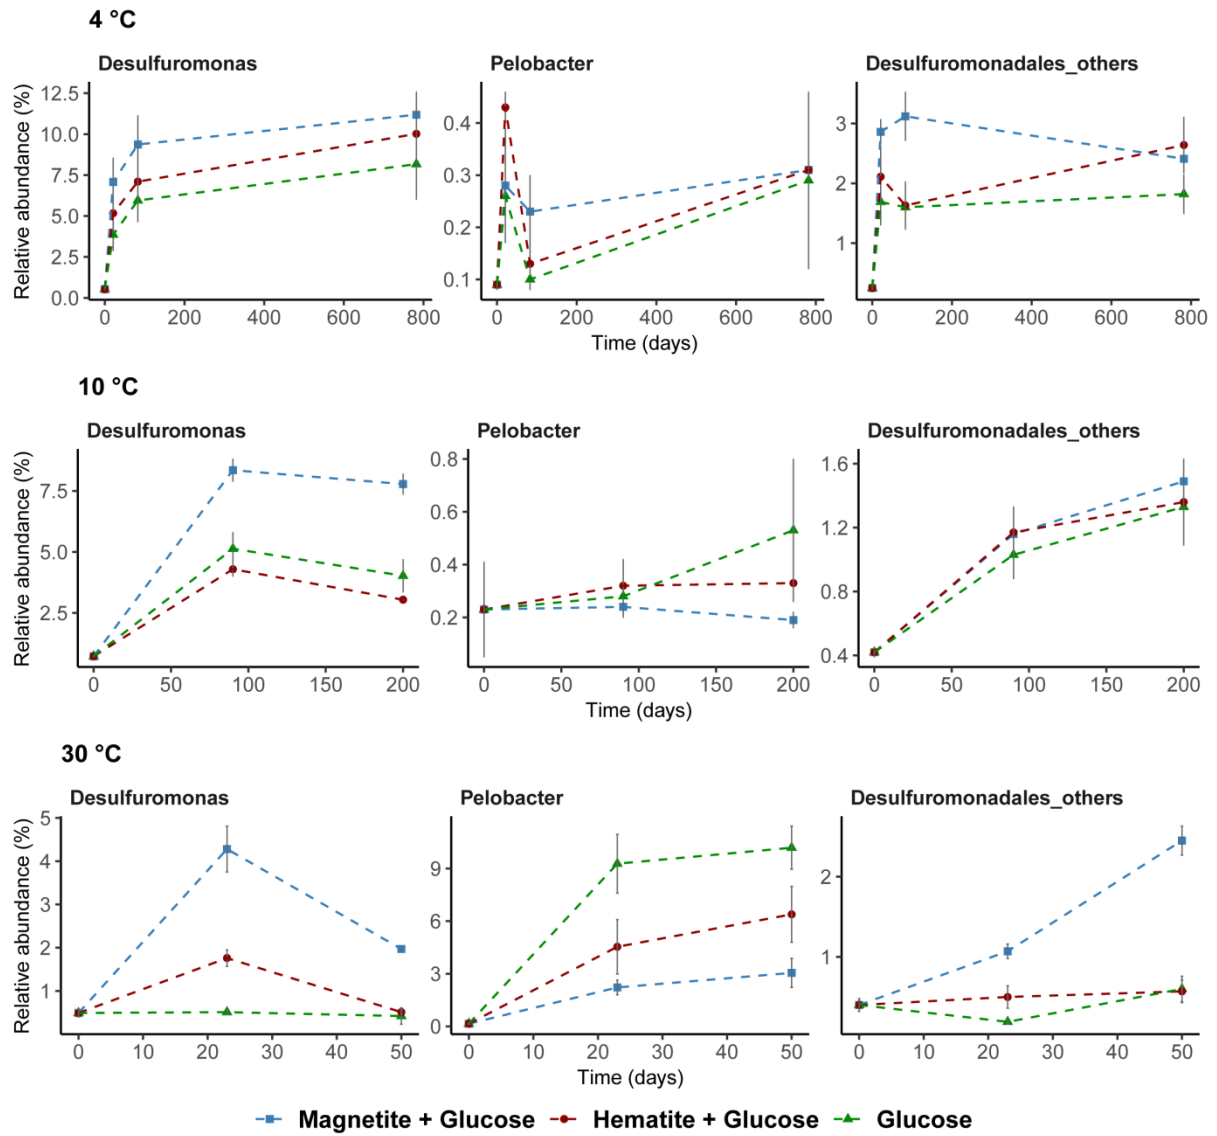 4 °C
Desulfuromonas Pelobacter Desulfuromonadales_others
Relative abundance (%)
12.5
10.0
7.5
5.0
2.5
0.0
0 200 400 600 800
0.4
0.3
0.2
0.1
0 200 400 600 800
3
2
1
0 200 400 600 800
Time (days)
10 °C
Desulfuromonas Pelobacter Desulfuromonadales_others
Relative abundance (%)
7.5
5.0
2.5
0 50 100 150 200
0.8
0.6
0.4
0.2
0 50 100 150 200
1.6
1.2
0.8
0.4
0 50 100 150 200
Time (days)
30 °C
Desulfuromonas Pelobacter Desulfuromonadales_others
Relative abundance (%)
5
4
3
2
1
0 10 20 30 40 50
9
6
3
0
0 10 20 30 40 50
2
1
0 10 20 30 40 50
Time (days)
Magnetite + Glucose Hematite + Glucose Glucose